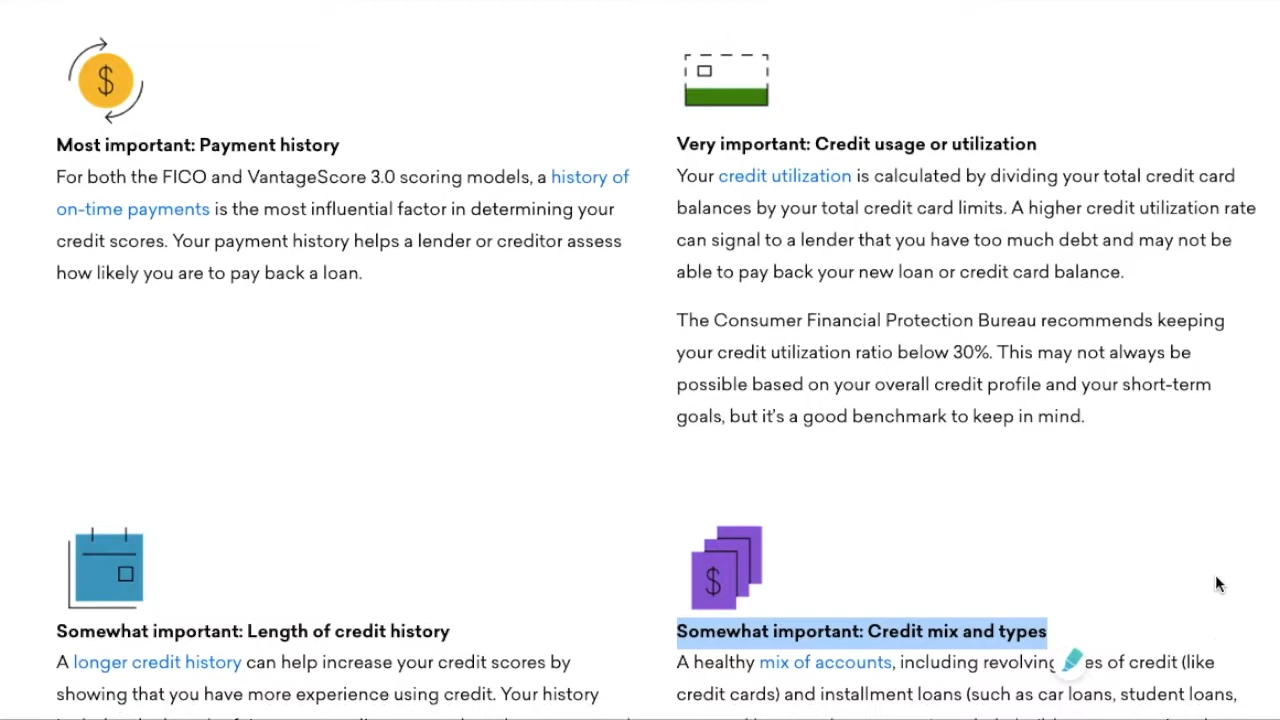 $
Most important: Payment history
For both the FICO and VantageScore 3.0 scoring models, a history of
on-time payments is the most influential factor in determining your
credit scores. Your payment history helps a lender or creditor assess
how likely you are to pay back a loan.
Very important: Credit usage or utilization
Your credit utilization is calculated by dividing your total credit card
balances by your total credit card limits. A higher credit utilization rate
can signal to a lender that you have too much debt and may not be
able to pay back your new loan or credit card balance.
The Consumer Financial Protection Bureau recommends keeping
your credit utilization ratio below 30%. This may not always be
possible based on your overall credit profile and your short-term
goals, but it's a good benchmark to keep in mind.
Somewhat important: Length of credit history
A longer credit history can help increase your credit scores by
showing that you have more experience using credit. Your history
$
Somewhat important: Credit mix and types
A healthy mix of accounts, including revolving es of credit (like
credit cards) and installment loans (such as car loans, student loans,